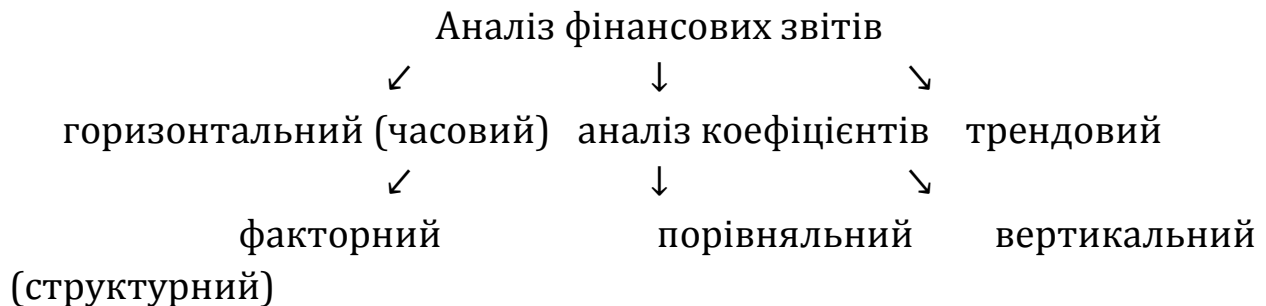 Аналіз фінансових звітів
↙ ↓ ↘
горизонтальний (часовий) аналіз коефіцієнтів трендовий
↙ ↓ ↘
факторний порівняльний вертикальний
(структурний)